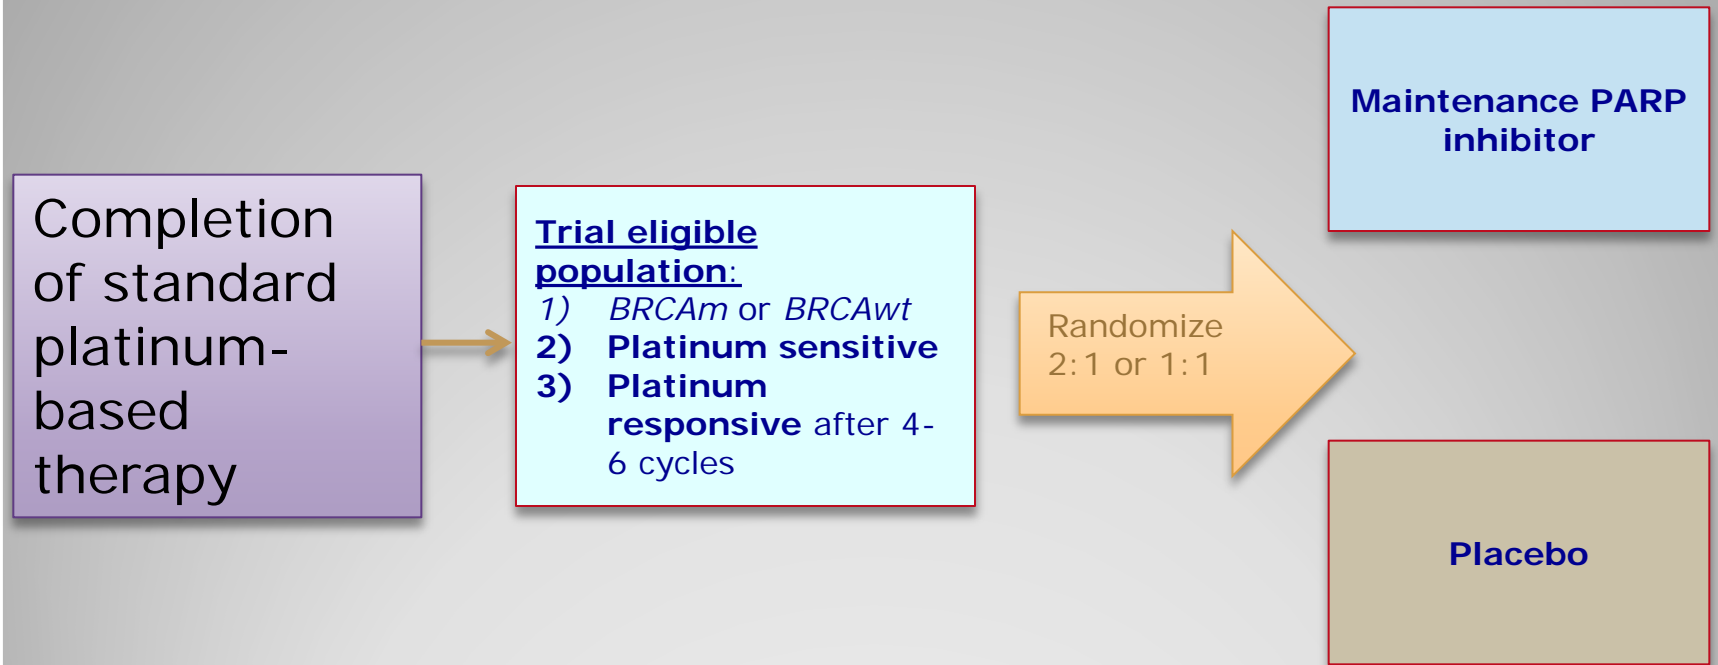 Completion
of standard
platinum-
based
therapy
Trial eligible
population:
1) BRCAm or BRCAwt
2) Platinum sensitive
3) Platinum
responsive after 4-
6 cycles
Randomize
2:1 or 1:1
Maintenance PARP
inhibitor
Placebo